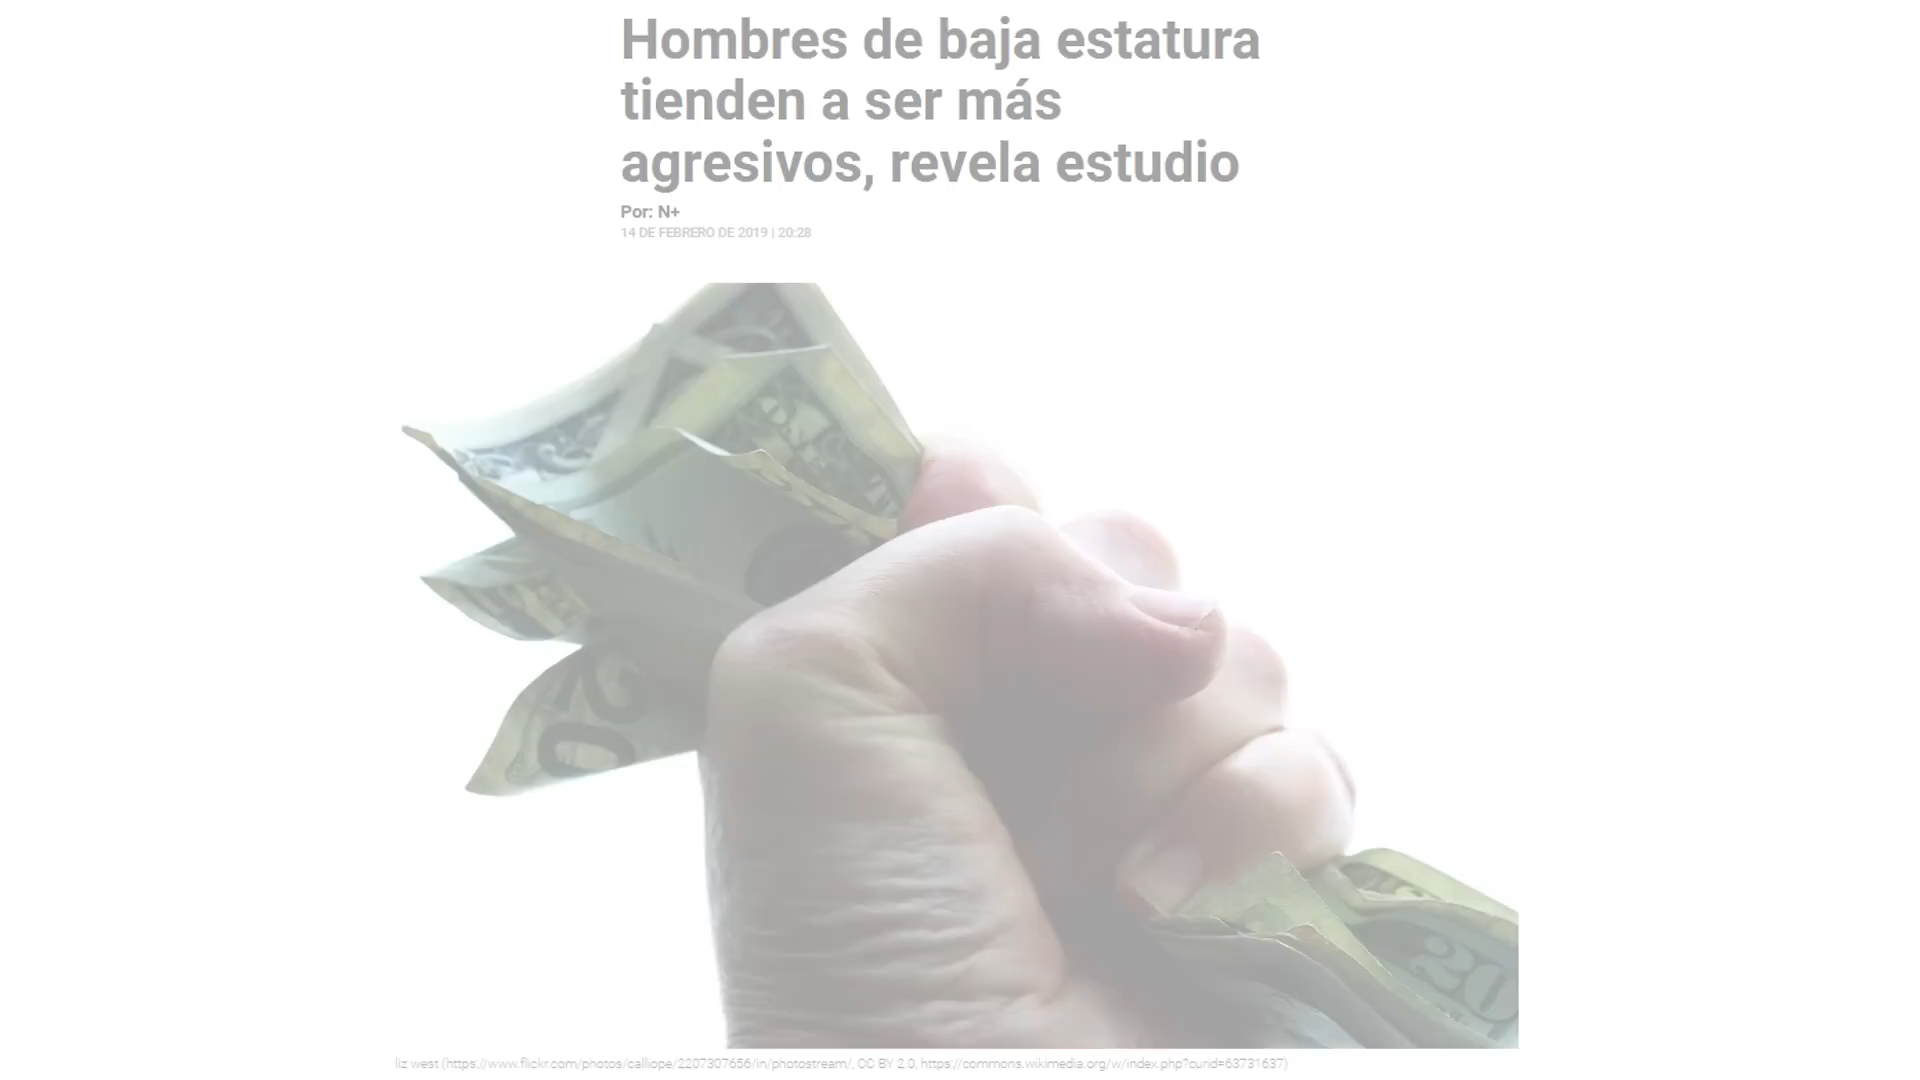 Hombres de baja estatura
tienden a ser más
agresivos, revela estudio
Por: N+
14 DE FEBRERO DE 2019 | 20:28
20
20
liz west (https://www.flickr.com/photos/calliope/2207307656/in/photostream/, CC BY 2.0, https://commons.wikimedia.org/w/index.php?curid=63731637)